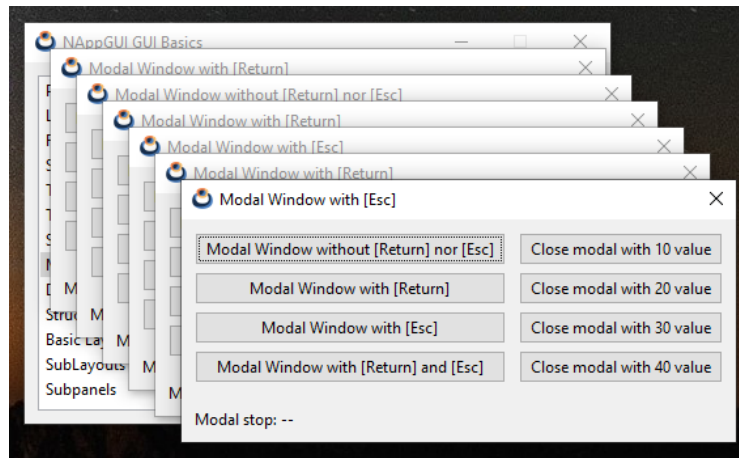 NAppGUI GUI Basics
Modal Window with [Return]
Modal Window without [Return] nor [Esc]
Modal Window with [Return]
Modal Window with [Esc]
Modal Window with [Return]
Modal Window with [Esc]
Modal Window without [Return] nor [Esc]
Close modal with 10 value
Modal Window with [Return]
Close modal with 20 value
Modal Window with [Esc]
Close modal with 30 value
Modal Window with [Return] and [Esc]
Close modal with 40 value
Modal stop: --
SubLayouts
Subpanels